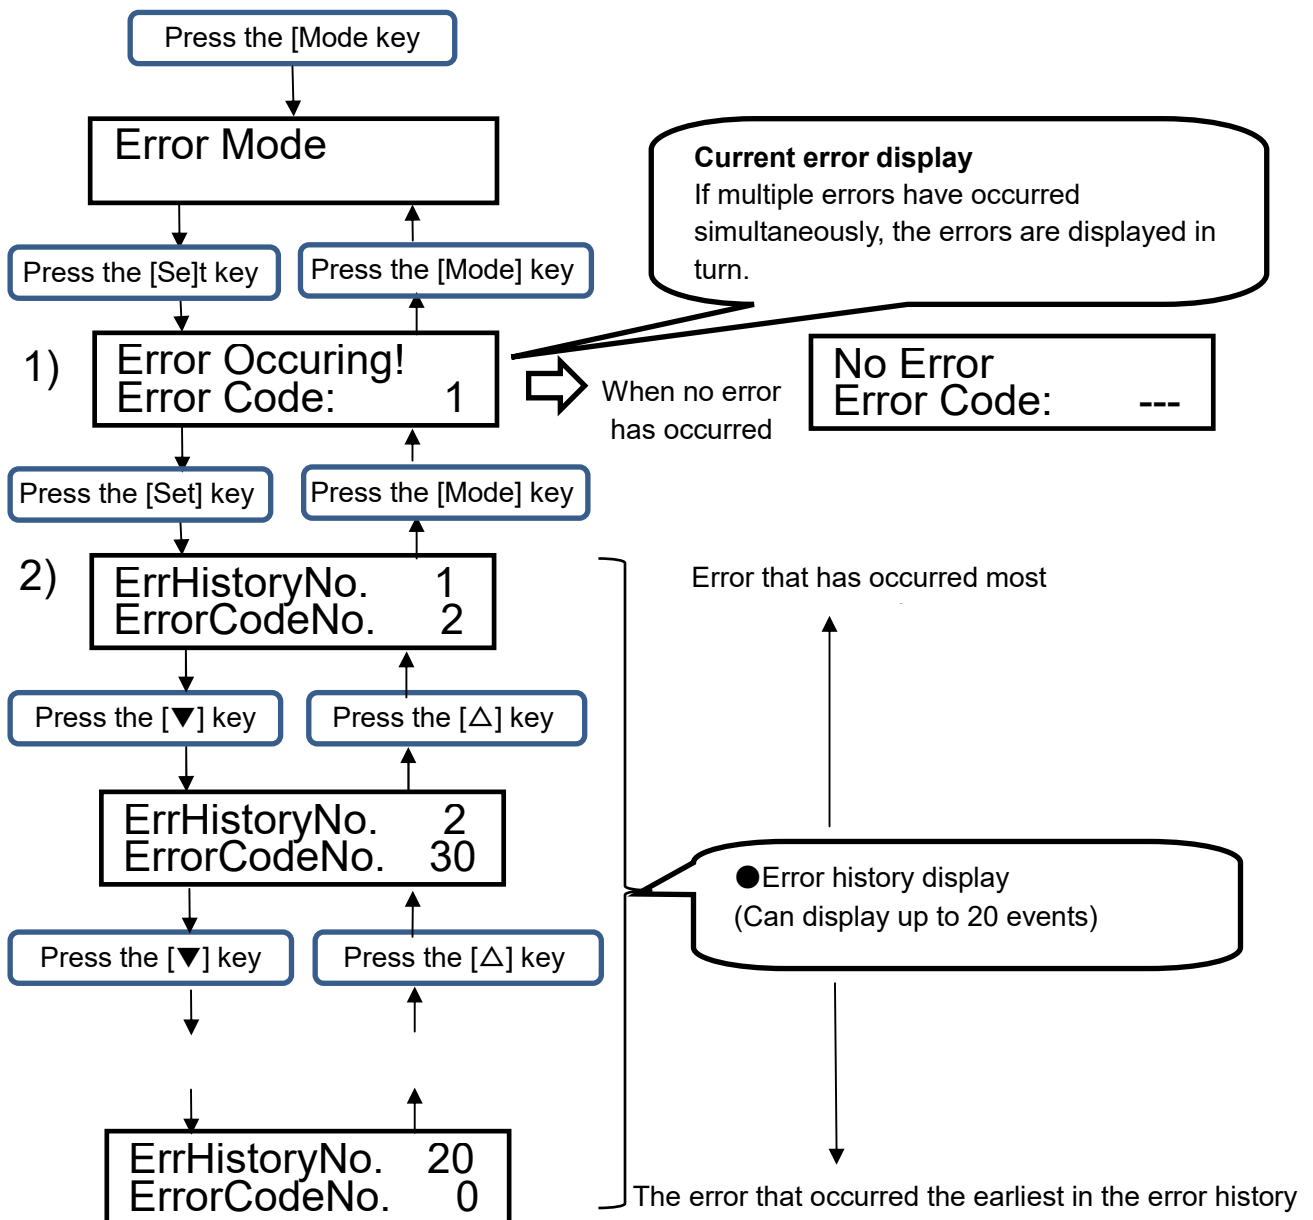 Press the [Mode key
Error Mode
Current error display
If multiple errors have occurred
simultaneously, the errors are displayed in
turn.
Press the [Se]t key
Press the [Mode] key
1)
Error Occuring!
Error Code: 1
When no error
has occurred
No Error
Error Code: ---
Press the [Set] key
Press the [Mode] key
2)
ErrHistoryNo. 1
ErrorCodeNo. 2
Error that has occurred most
Press the [▼] key
Press the [△] key
ErrHistoryNo. 2
ErrorCodeNo. 30
●Error history display
(Can display up to 20 events)
Press the [▼] key
Press the [△] key
ErrHistoryNo. 20
ErrorCodeNo. 0
The error that occurred the earliest in the error history